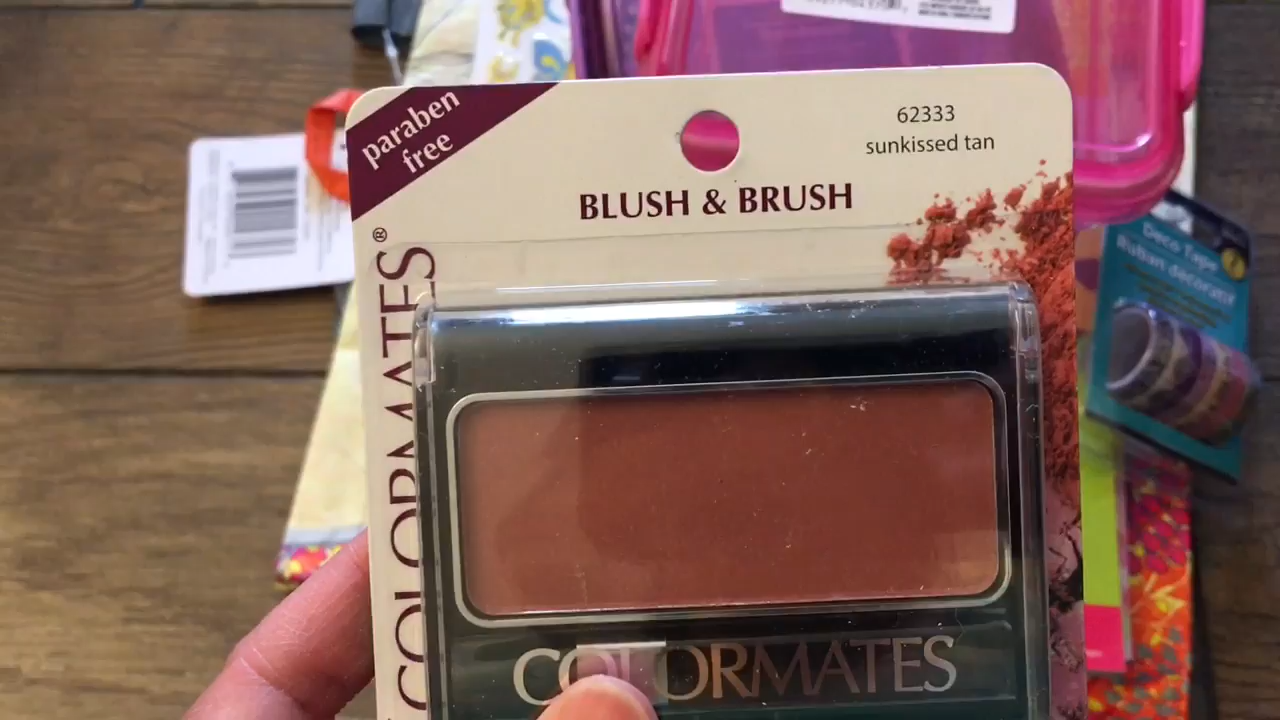 paraben
free
62333
sunkissed tan
BLUSH & BRUSH
COLORMATES®
COLORMATES
Deco Tape
Ruban décoratif